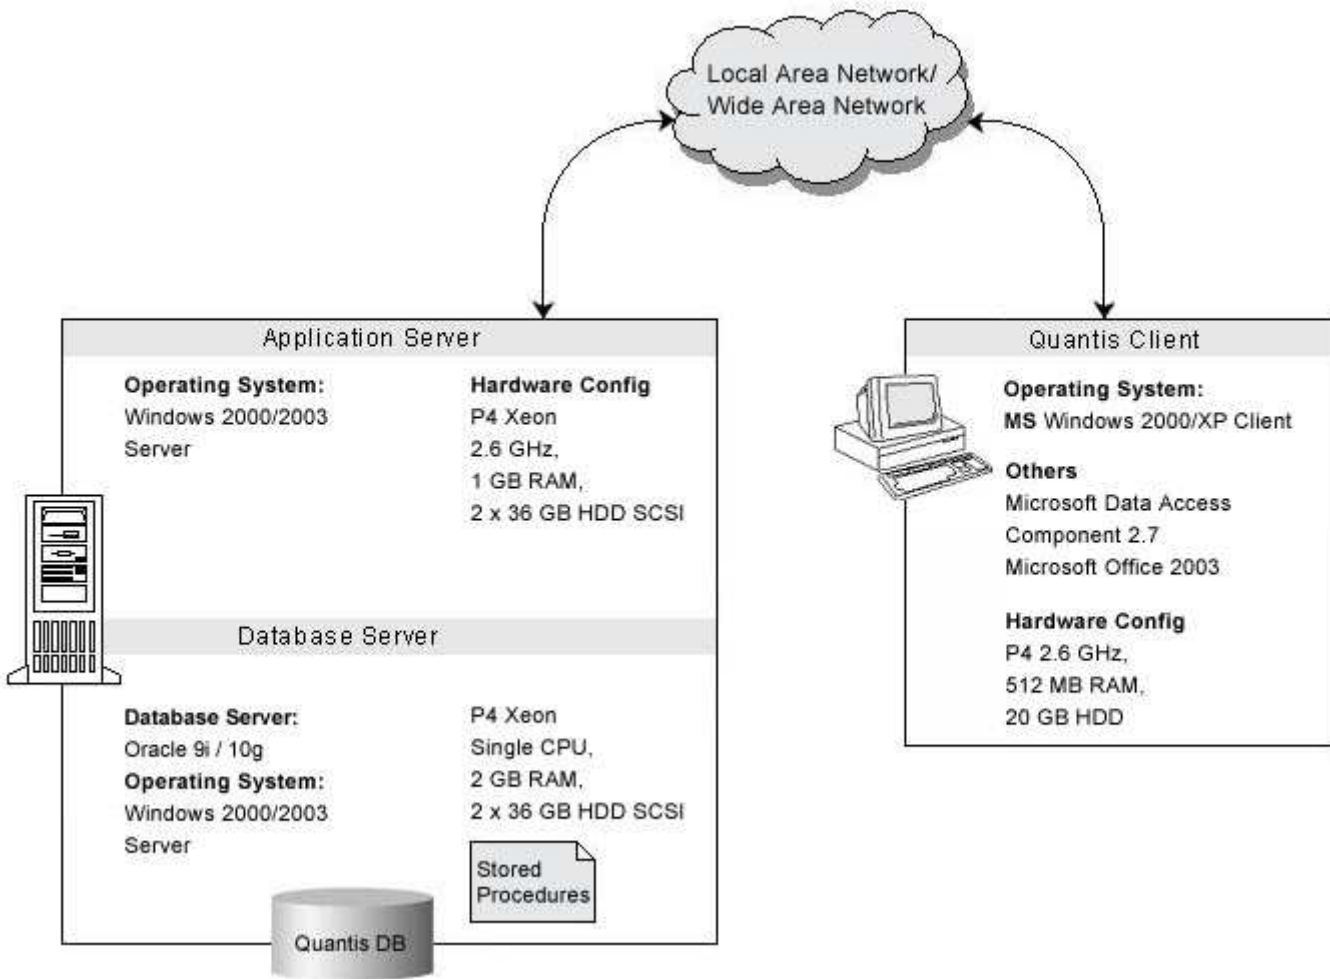 Local Area Network/
Wide Area Network
Application Server
Operating System:
Windows 2000/2003
Server
Hardware Config
P4 Xeon
2.6 GHz,
1 GB RAM,
2 x 36 GB HDD SCSI
Database Server
Database Server:
Oracle 9i / 10g
Operating System:
Windows 2000/2003
Server
P4 Xeon
Single CPU,
2 GB RAM,
2 x 36 GB HDD SCSI
Stored
Procedures
Quantis DB
Quantis Client
Operating System:
MS Windows 2000/XP Client
Others
Microsoft Data Access
Component 2.7
Microsoft Office 2003
Hardware Config
P4 2.6 GHz,
512 MB RAM,
20 GB HDD